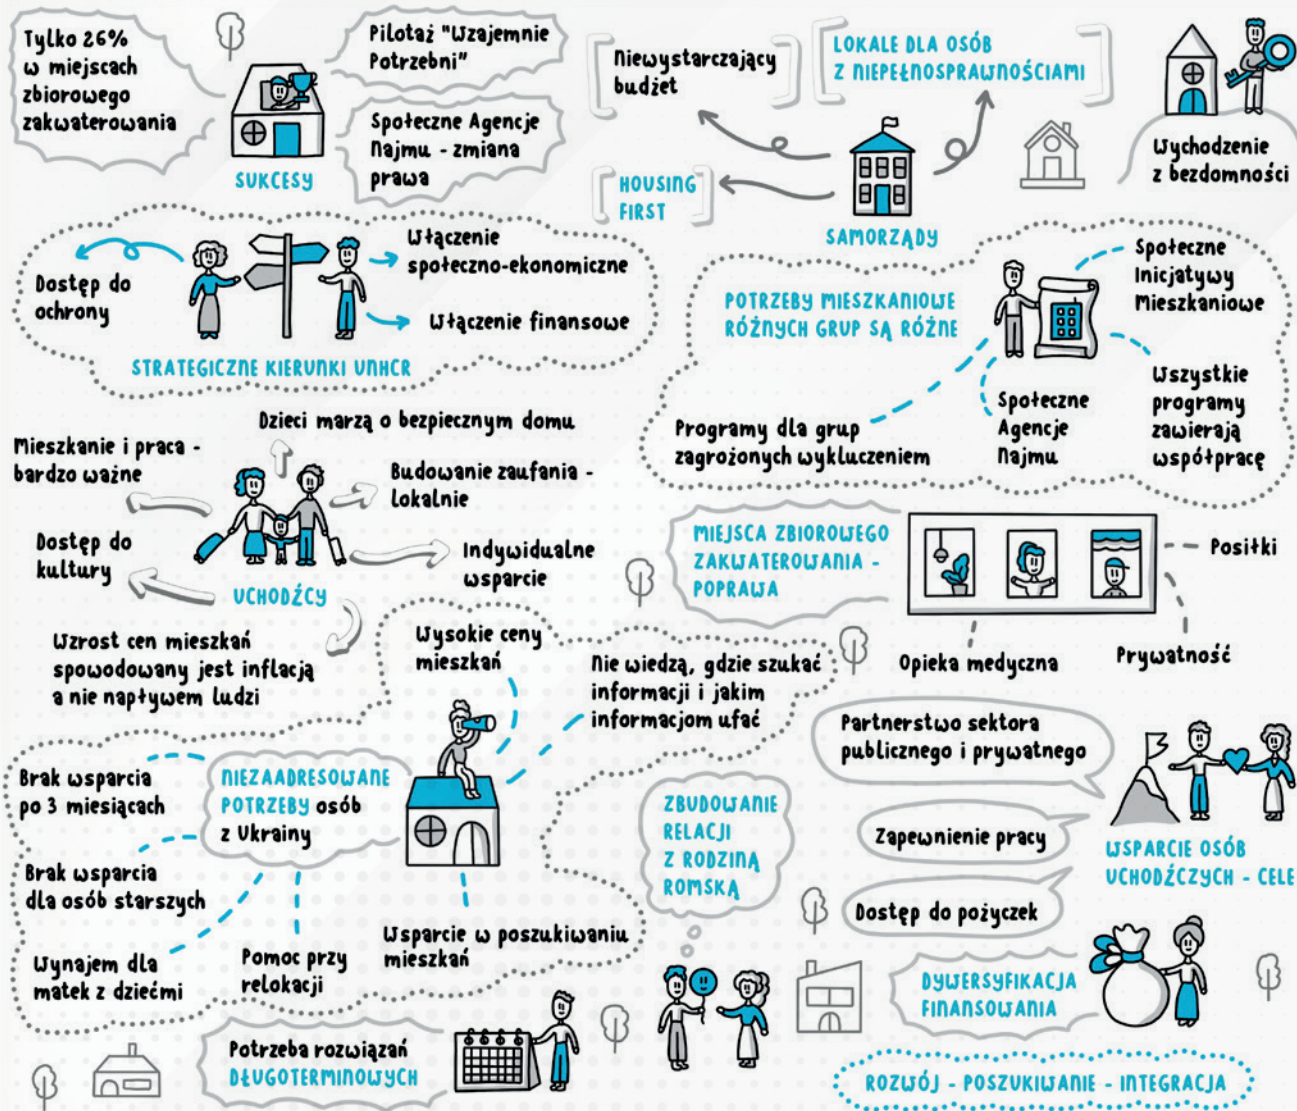 Tylko 26%
w miejscach
zbiorowego
zakwaterowania
Pilotaż "Wzajemnie
Potrzebni"
Społeczne Agencje
Najmu - zmiana
prawa
SUKCESY
Niewystarczający
budżet
LOKALE DLA OSÓB
Z NIEPEŁNOSPRAWNOŚCIAMI
HOUSING
FIRST
SAMORZĄDY
Wychodzenie
z bezdomności
Dostęp do
ochrony
Włączenie
społeczno-ekonomiczne
Włączenie finansowe
STRATEGICZNE KIERUNKI UNHCR
POTRZEBY MIESZKANIOWE
RÓŻNYCH GRUP SĄ RÓŻNE
Społeczne
Inicjatywy
Mieszkaniowe
Programy dla grup
zagrożonych wykluczeniem
Społeczne
Agencje
Najmu
Wszystkie
programy
zawierają
współpracę
Dzieci marzą o bezpiecznym domu
Mieszkanie i praca -
bardzo ważne
Budowanie zaufania -
lokalnie
Dostęp do
kultury
Indywidualne
wsparcie
UCHODŹCY
Wzrost cen mieszkań
spowodowany jest inflacją
a nie napływem ludzi
MIEJSCA ZBIOROWEGO
ZAKWATEROWANIA -
POPRAWA
Posiłki
Opieka medyczna
Prywatność
Wysokie ceny
mieszkań
Nie wiedzą, gdzie szukać
informacji i jakim
informacjom ufać
Brak wsparcia
po 3 miesiącach
NIEZAADRESOWANE
POTRZEBY osób
z Ukrainy
Brak wsparcia
dla osób starszych
Wynajem dla
matek z dziećmi
Pomoc przy
relokacji
Wsparcie w poszukiwaniu
mieszkań
ZBUDOWANIE
RELACJI
Z RODZINĄ
ROMSKĄ
Partnerstwo sektora
publicznego i prywatnego
Zapewnienie pracy
Dostęp do pożyczek
WSPARCIE OSÓB
UCHODŹCZYCH - CELE
DYWERSYFIKACJA
FINANSOWANIA
Potrzeba rozwiązań
DŁUGOTERMINOWYCH
ROZWÓJ - POSZUKIWANIE - INTEGRACJA